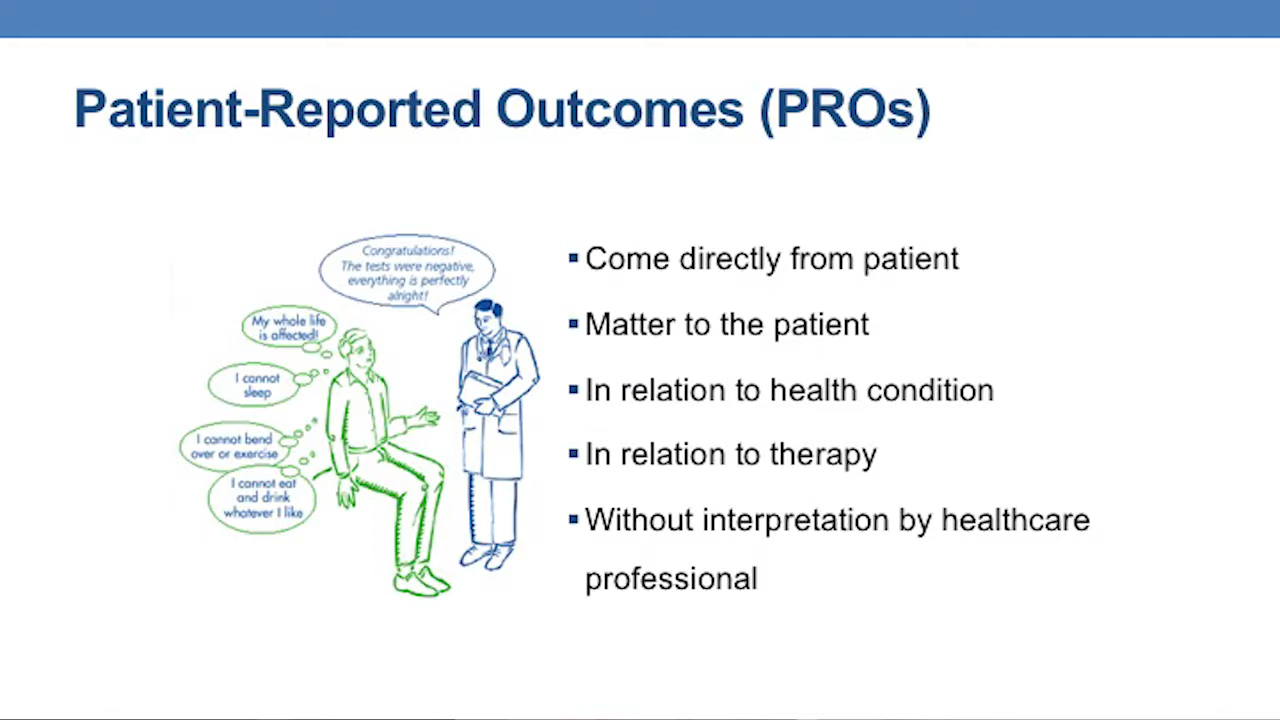 Patient-Reported Outcomes (PROs)
Congratulations!
The tests were negative,
everything is perfectly
alright!
My whole life
is affected!
I cannot
sleep
I cannot bend
over or exercise
I cannot eat
and drink
whatever I like
▪ Come directly from patient
▪ Matter to the patient
▪ In relation to health condition
▪ In relation to therapy
▪ Without interpretation by healthcare
professional